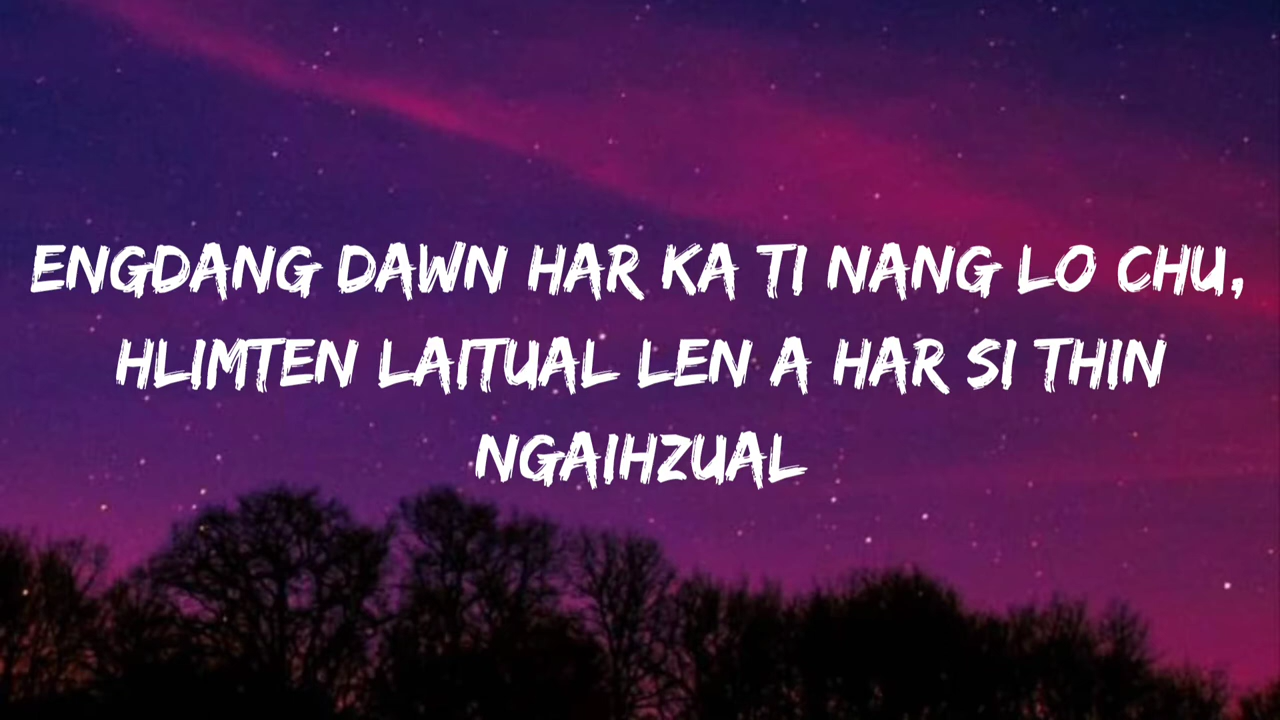 ENGDANG DAWN HAR KA TI NANG LO CHU,
HLIMTEN LAITUAL LEN A HAR SI THIN
NGAIHZUAL